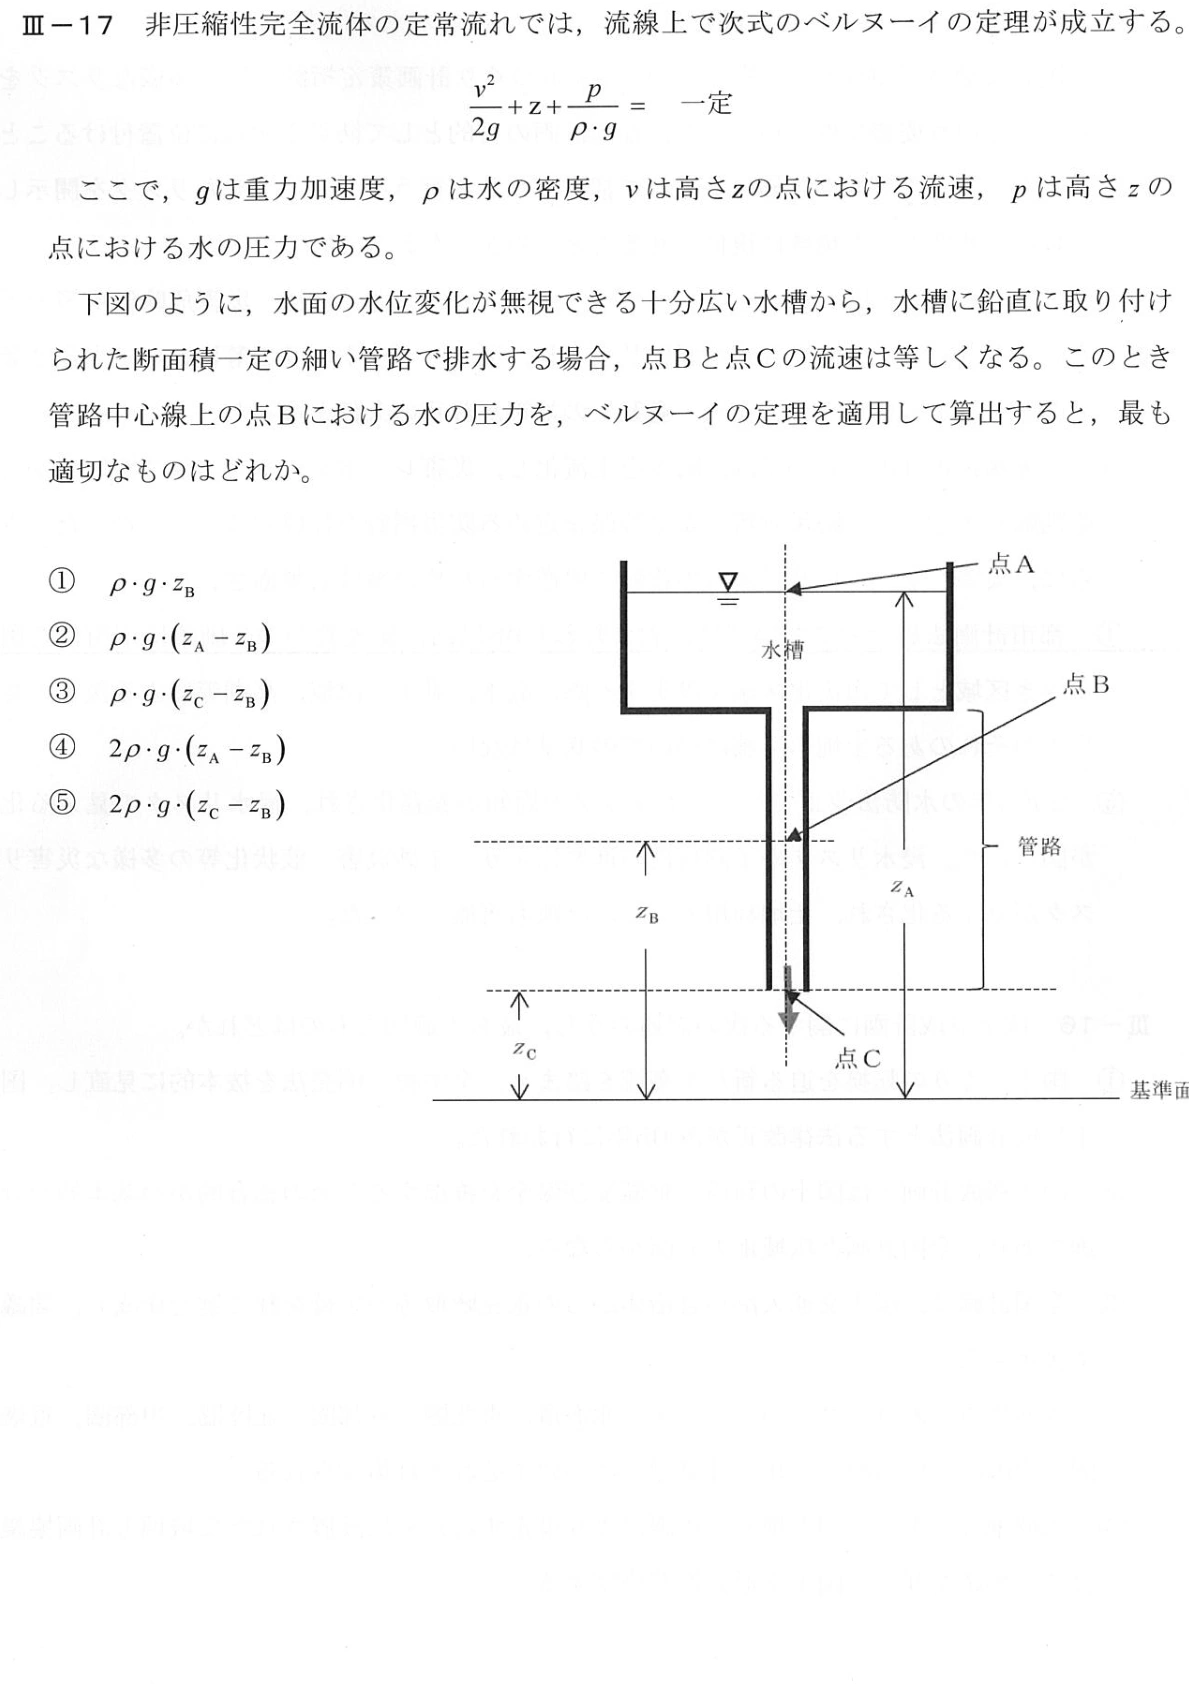 Ⅲ－17　非圧縮性完全流体の定常流れでは，流線上で次式のベルヌーイの定理が成立する。
v²/2g + z + p/ρ・g ＝　一定
ここで，gは重力加速度，ρは水の密度，vは高さzの点における流速，pは高さzの
点における水の圧力である。
下図のように，水面の水位変化が無視できる十分広い水槽から，水槽に鉛直に取り付け
られた断面積一定の細い管路で排水する場合，点Ｂと点Ｃの流速は等しくなる。このとき
管路中心線上の点Ｂにおける水の圧力を，ベルヌーイの定理を適用して算出すると，最も
適切なものはどれか。
①　ρ・g・z_B
②　ρ・g・(z_A－z_B)
③　ρ・g・(z_C－z_B)
④　2ρ・g・(z_A－z_B)
⑤　2ρ・g・(z_C－z_B)
点A
水槽
点B
管路
z_A
z_B
z_C
点C
基準面